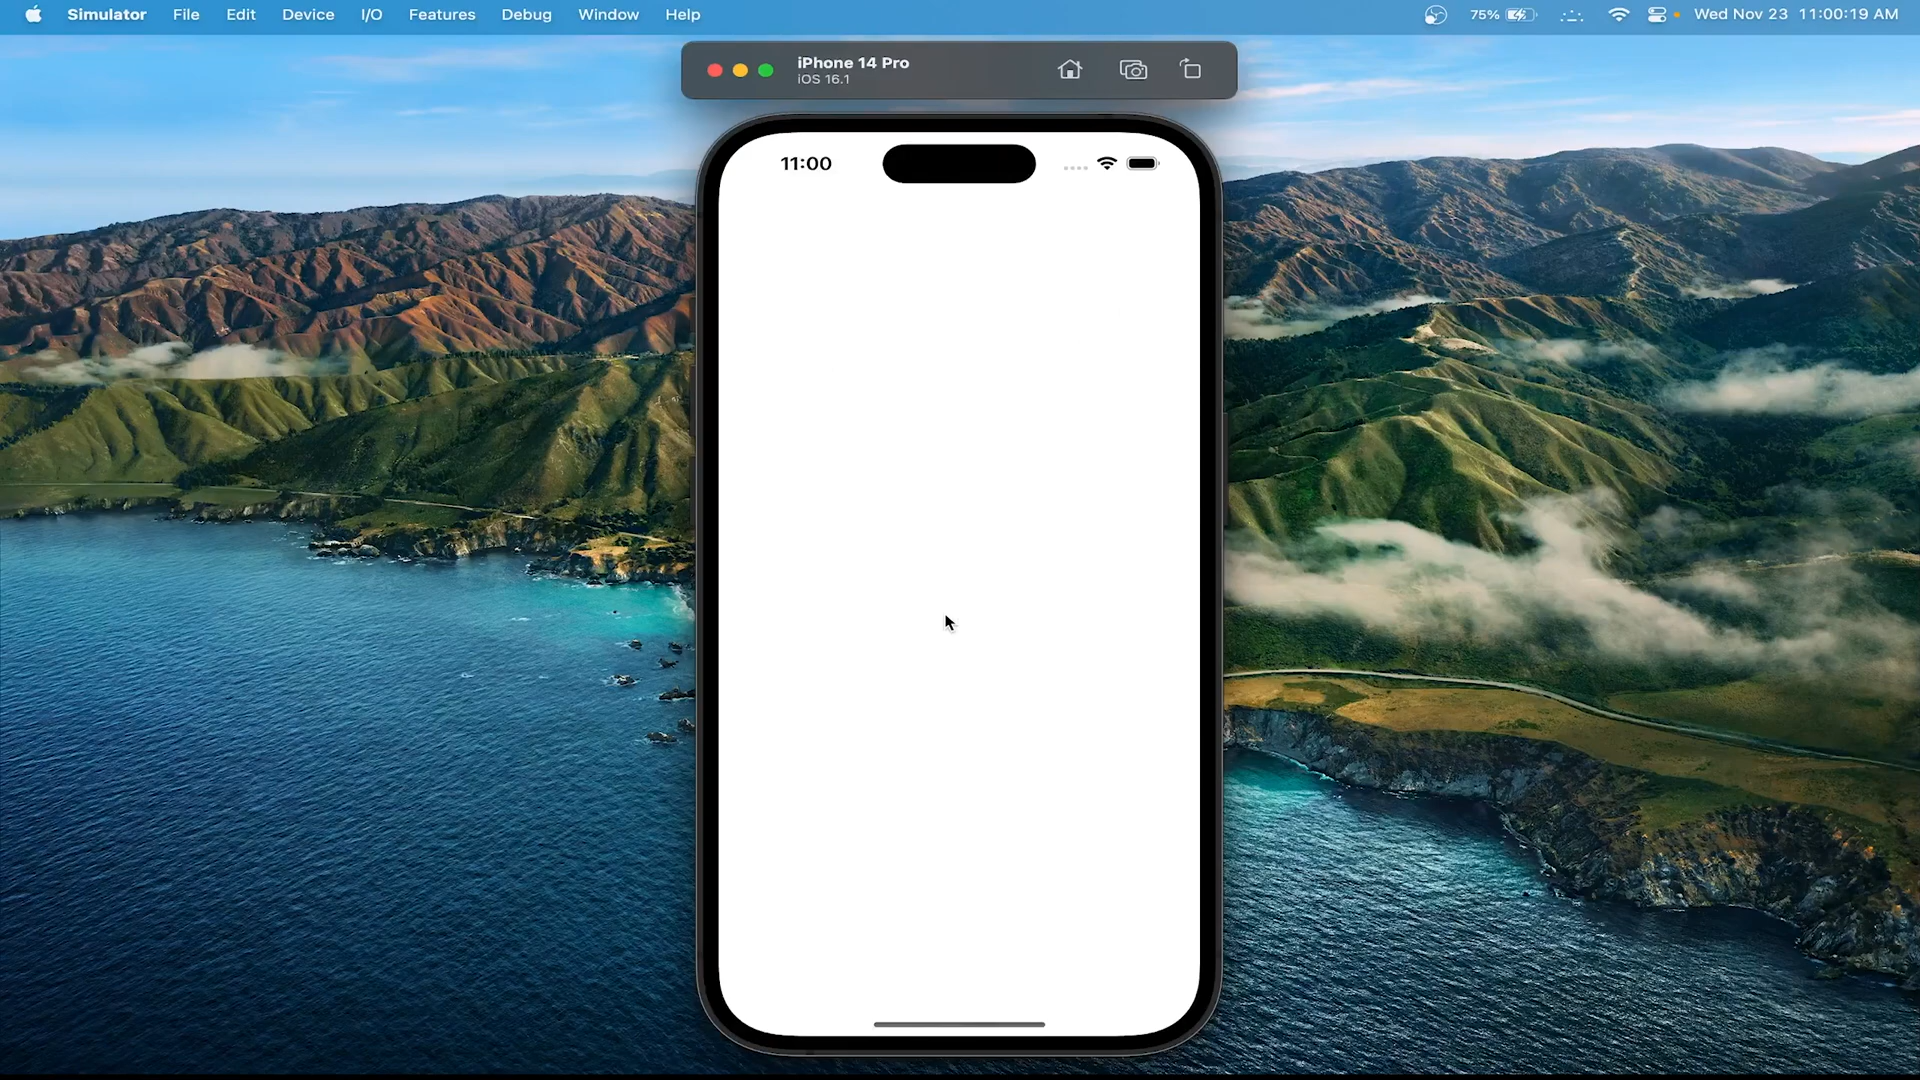 Simulator File Edit Device I/O Features Debug Window Help 75% Wed Nov 23 11:00:19 AM
iPhone 14 Pro
iOS 16.1
11:00